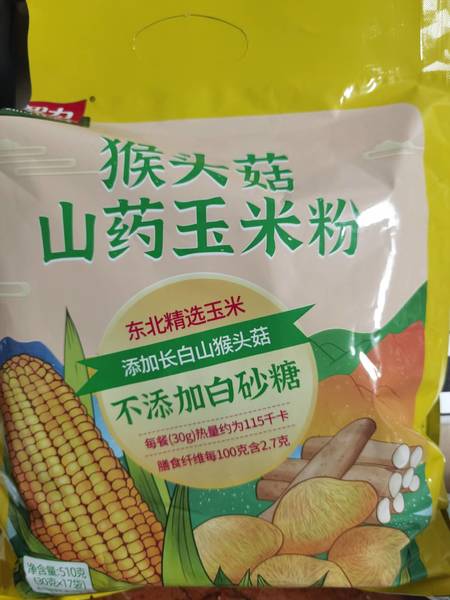 智力
猴头菇
山药玉米粉
东北精选玉米
添加长白山猴头菇
不添加白砂糖
每餐(30g)热量约为115千卡
膳食纤维每100克含2.7克
净含量:510克
(30克×17袋)